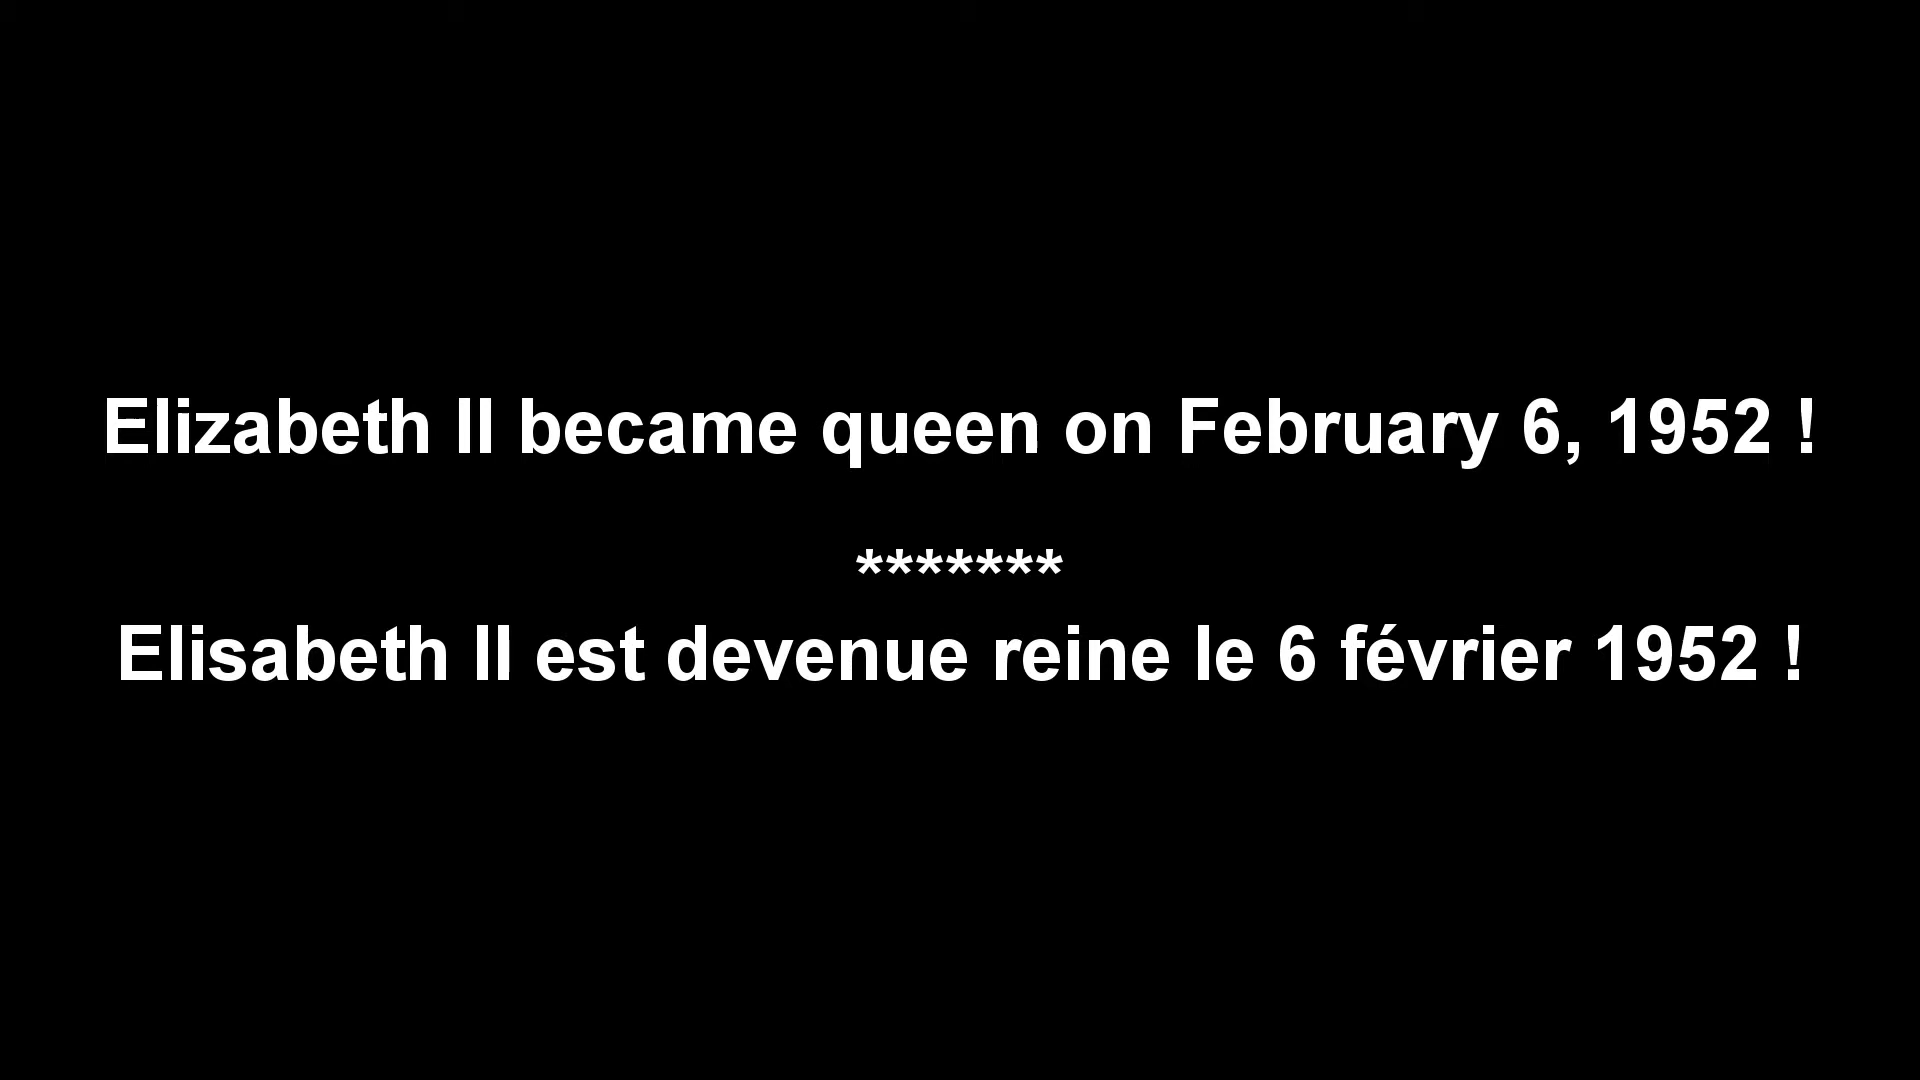 Elizabeth II became queen on February 6, 1952 !
*******
Elisabeth II est devenue reine le 6 février 1952 !